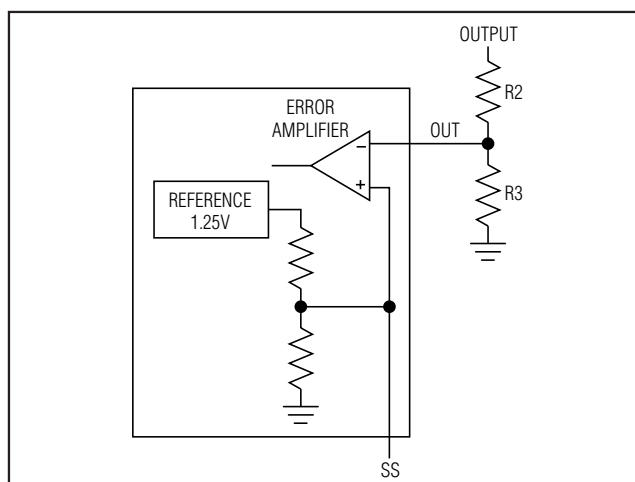 OUTPUT
R2
ERROR
AMPLIFIER
OUT
−
+
REFERENCE
1.25V
R3
SS